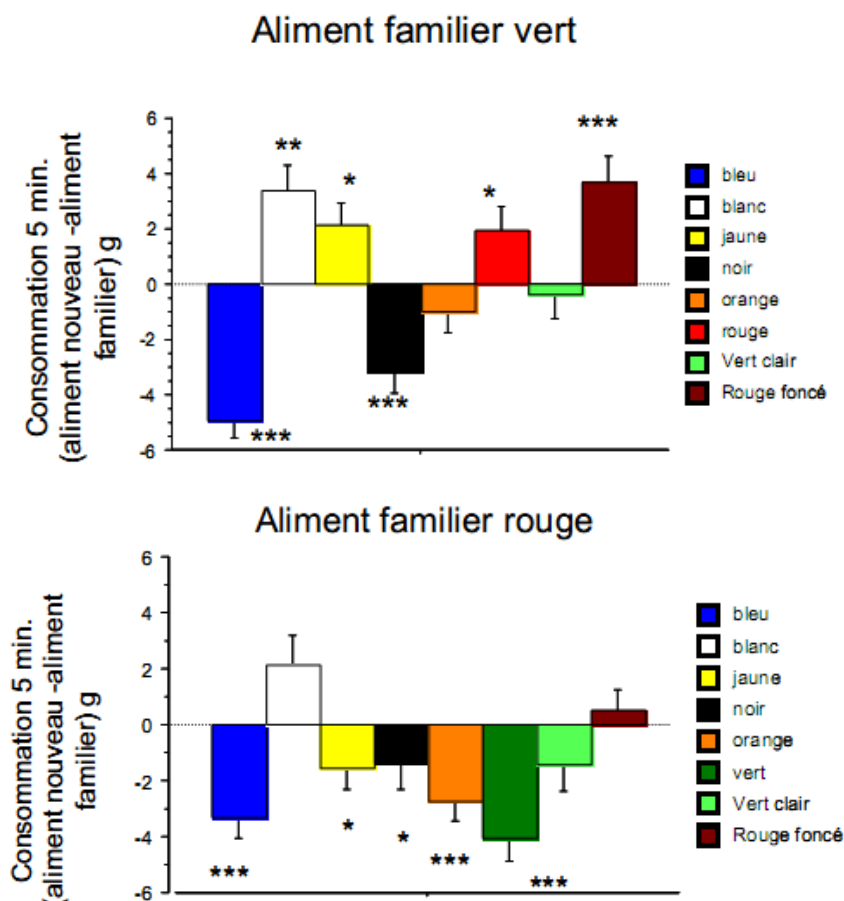 Aliment familier vert
Consommation 5 min.
(aliment nouveau -aliment
familier) g
6
4
2
0
-2
-4
-6
***
**
*
***
*
***
bleu
blanc
jaune
noir
orange
rouge
Vert clair
Rouge foncé
Aliment familier rouge
Consommation 5 min.
(aliment nouveau -aliment
familier) g
6
4
2
0
-2
-4
-6
***
*
*
***
***
bleu
blanc
jaune
noir
orange
vert
Vert clair
Rouge foncé